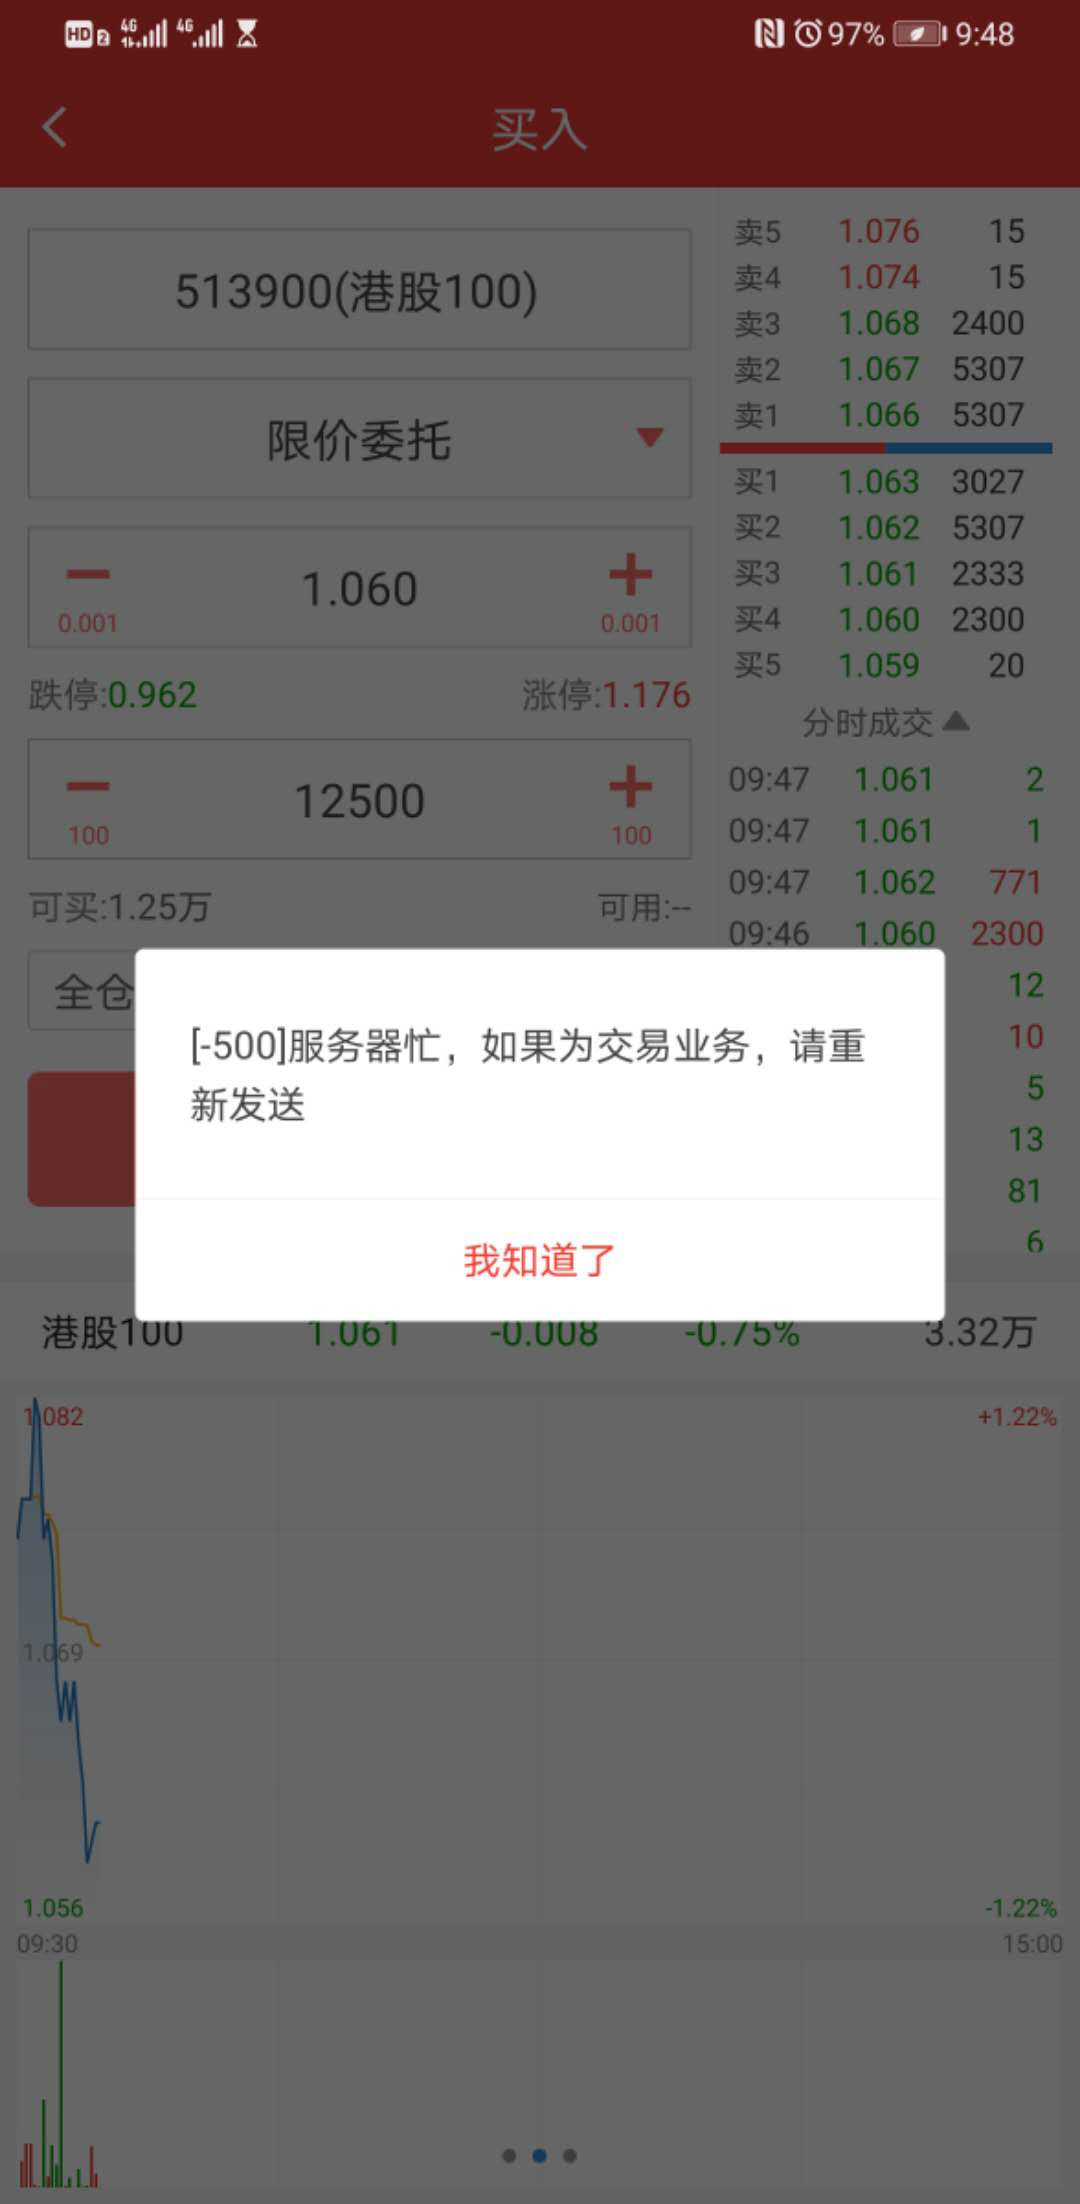 HD 2 4G 4G 97% 9:48
买入
513900(港股100)
限价委托
1.060
0.001 0.001
跌停:0.962 涨停:1.176
12500
100 100
可买:1.25万 可用:--
全仓
卖5 1.076 15
卖4 1.074 15
卖3 1.068 2400
卖2 1.067 5307
卖1 1.066 5307
买1 1.063 3027
买2 1.062 5307
买3 1.061 2333
买4 1.060 2300
买5 1.059 20
分时成交
09:47 1.061 2
09:47 1.061 1
09:47 1.062 771
09:46 1.060 2300
12
10
5
13
81
6
[-500]服务器忙，如果为交易业务，请重
新发送
我知道了
港股100 1.061 -0.008 -0.75% 3.32万
1.082 +1.22%
1.069
1.056 -1.22%
09:30 15:00